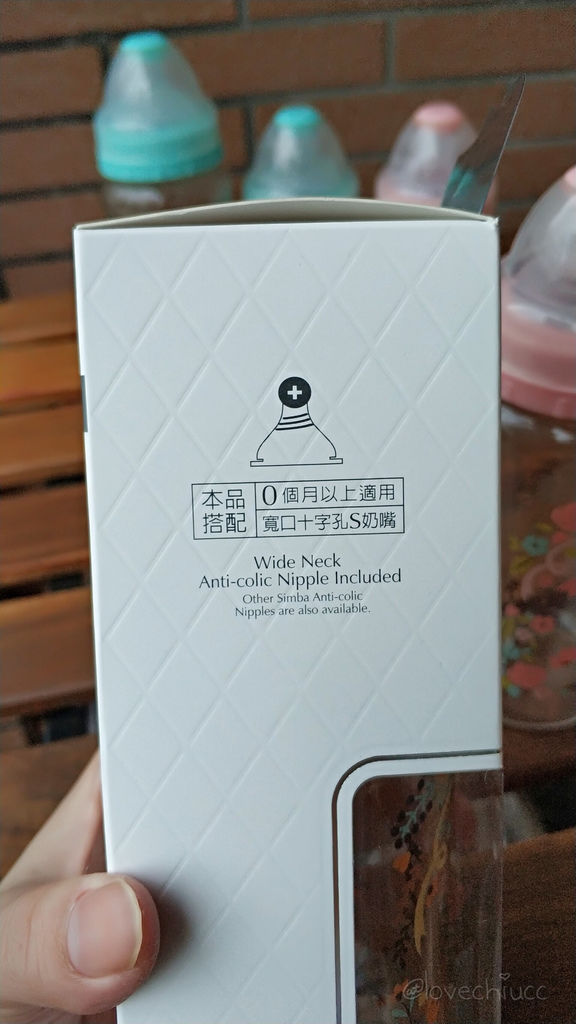 本品搭配
0個月以上適用
寬口十字孔S奶嘴
Wide Neck
Anti-colic Nipple Included
Other Simba Anti-colic
Nipples are also available.
@lovechiucc